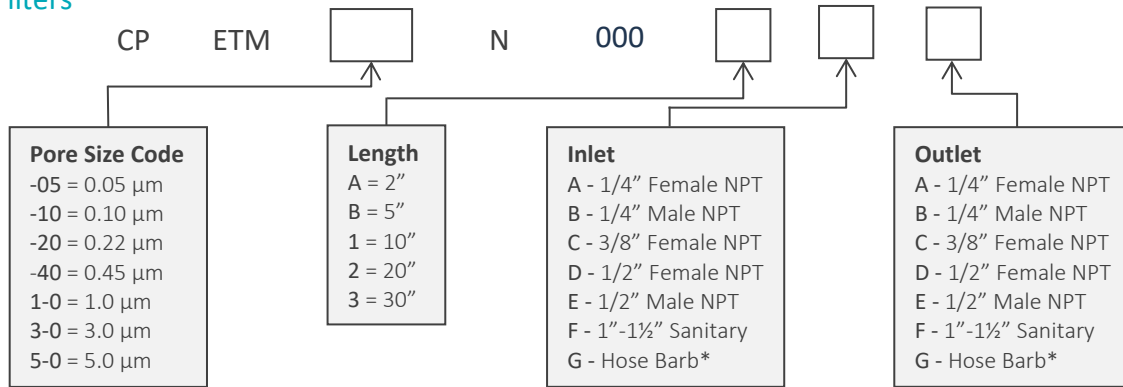 CP ETM N 000
Pore Size Code
-05 = 0.05 µm
-10 = 0.10 µm
-20 = 0.22 µm
-40 = 0.45 µm
1-0 = 1.0 µm
3-0 = 3.0 µm
5-0 = 5.0 µm
Length
A = 2”
B = 5”
1 = 10”
2 = 20”
3 = 30”
Inlet
A - 1/4” Female NPT
B - 1/4” Male NPT
C - 3/8” Female NPT
D - 1/2” Female NPT
E - 1/2” Male NPT
F - 1”-1½” Sanitary
G - Hose Barb*
Outlet
A - 1/4” Female NPT
B - 1/4” Male NPT
C - 3/8” Female NPT
D - 1/2” Female NPT
E - 1/2” Male NPT
F - 1”-1½” Sanitary
G - Hose Barb*